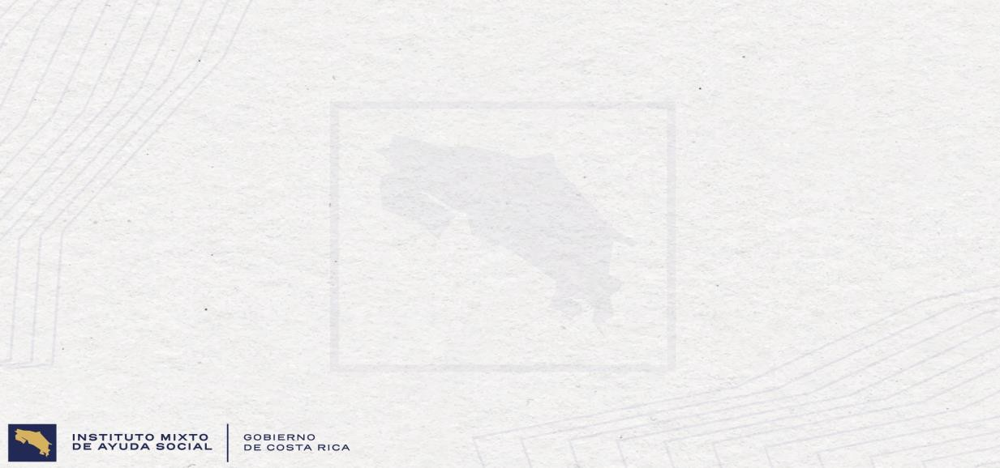 INSTITUTO MIXTO
DE AYUDA SOCIAL
GOBIERNO
DE COSTA RICA